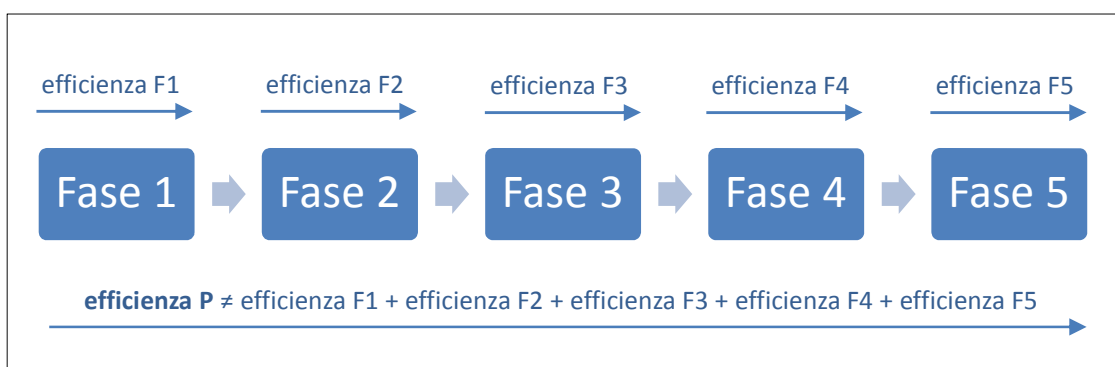 efficienza F1 efficienza F2 efficienza F3 efficienza F4 efficienza F5
Fase 1 Fase 2 Fase 3 Fase 4 Fase 5
efficienza P ≠ efficienza F1 + efficienza F2 + efficienza F3 + efficienza F4 + efficienza F5